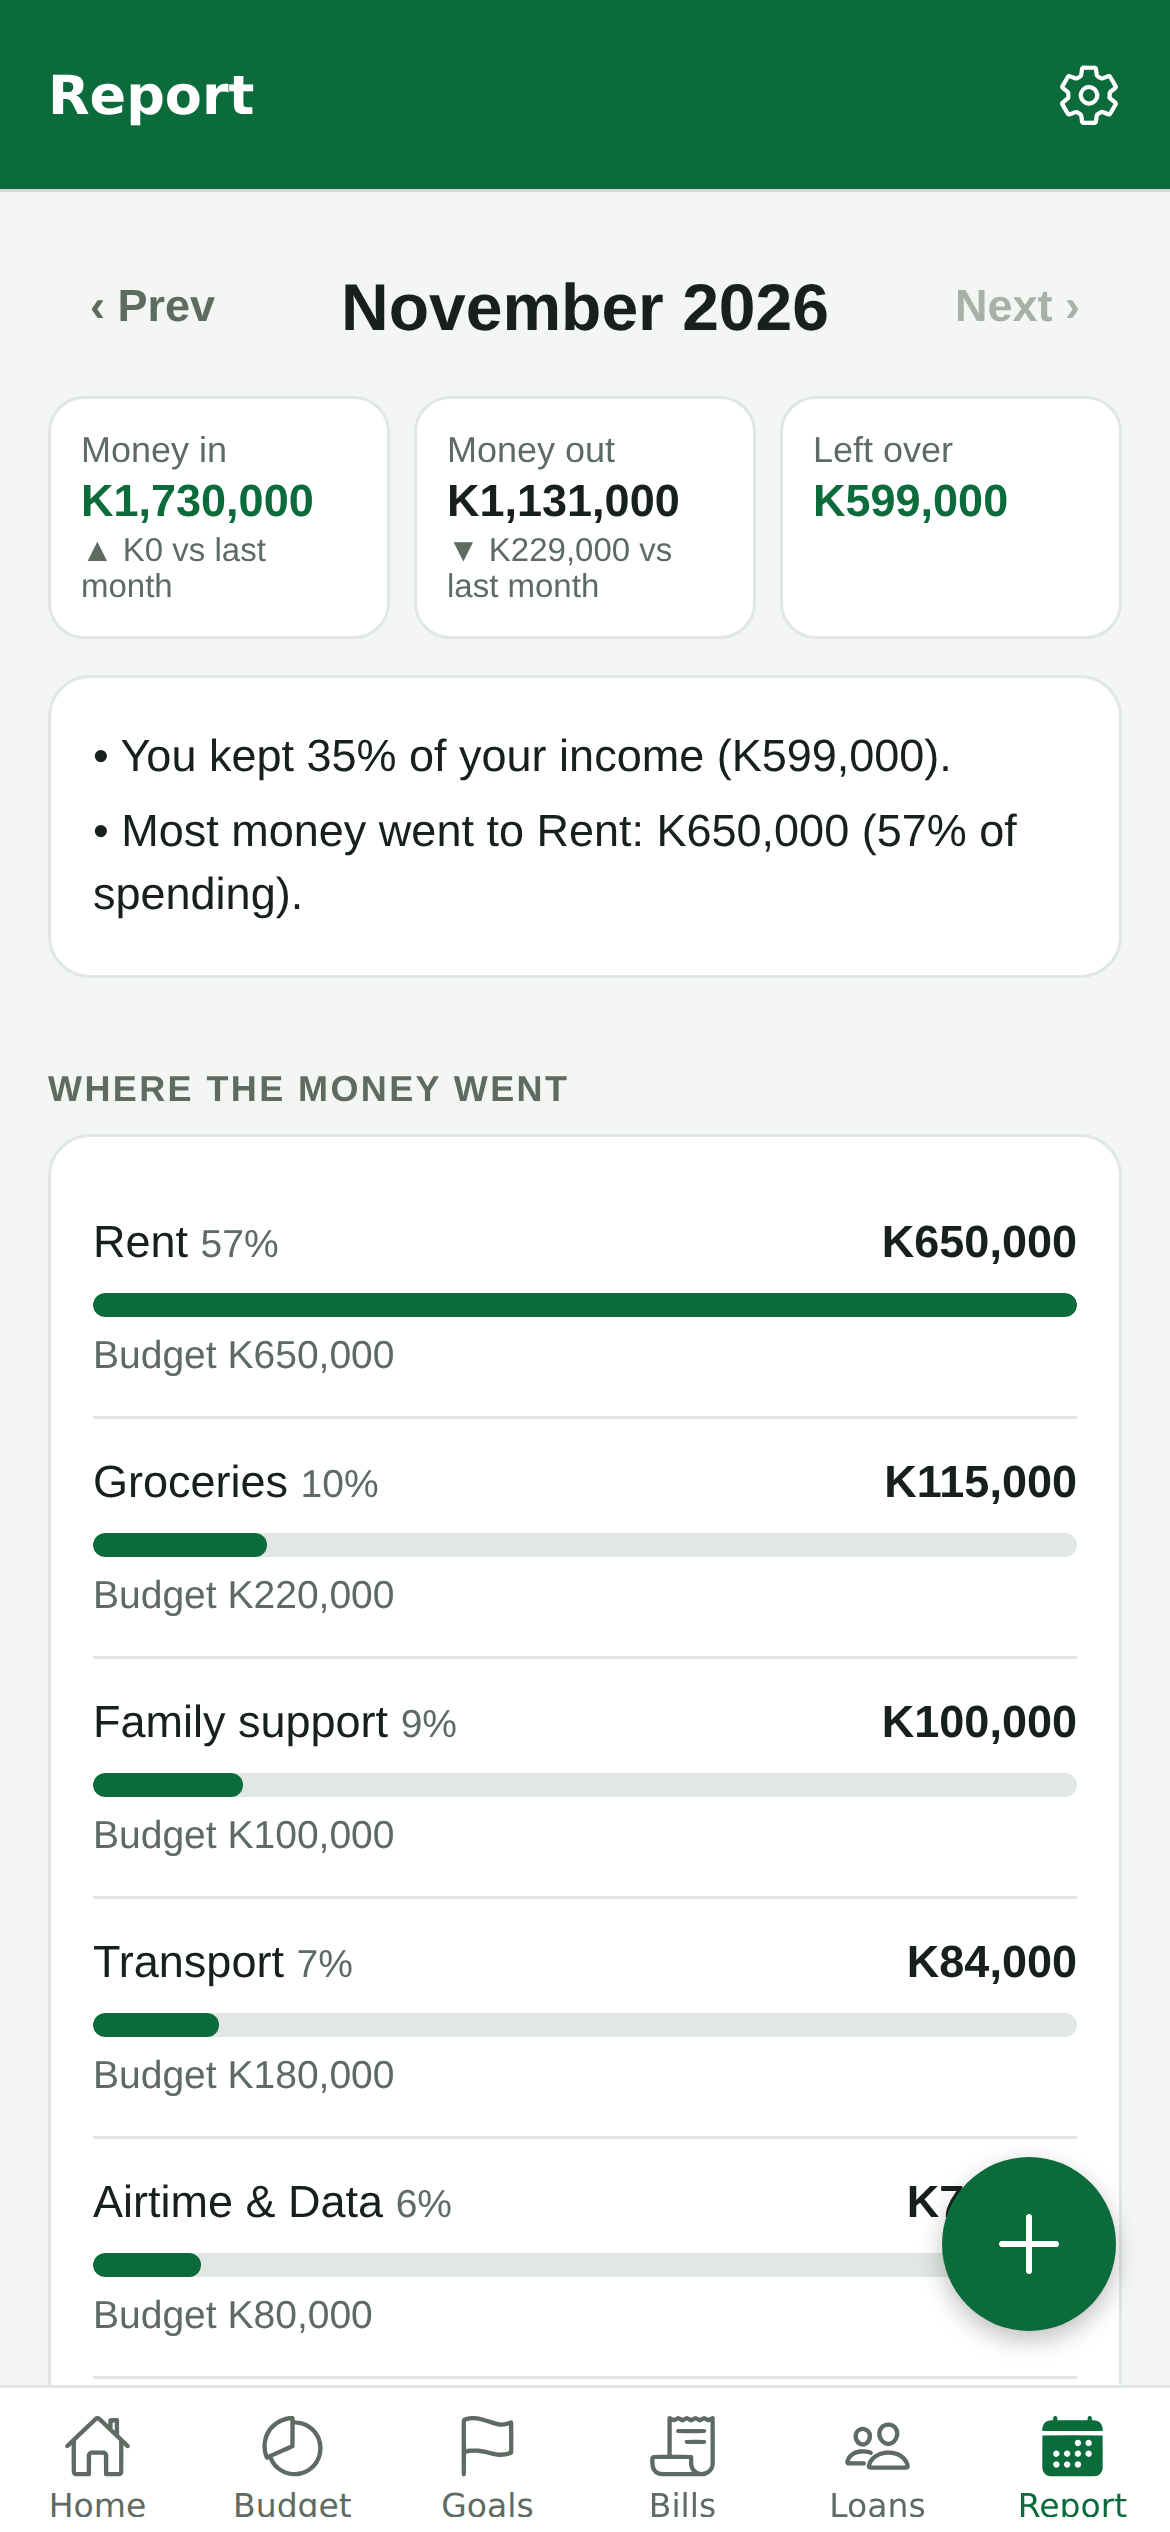 Report
‹ Prev
November 2026
Next ›
Money in
K1,730,000
▲ K0 vs last
month
Money out
K1,131,000
▼ K229,000 vs
last month
Left over
K599,000
• You kept 35% of your income (K599,000).
• Most money went to Rent: K650,000 (57% of
spending).
WHERE THE MONEY WENT
Rent 57%
K650,000
Budget K650,000
Groceries 10%
K115,000
Budget K220,000
Family support 9%
K100,000
Budget K100,000
Transport 7%
K84,000
Budget K180,000
Airtime & Data 6%
Budget K80,000
Home
Budget
Goals
Bills
Loans
Report